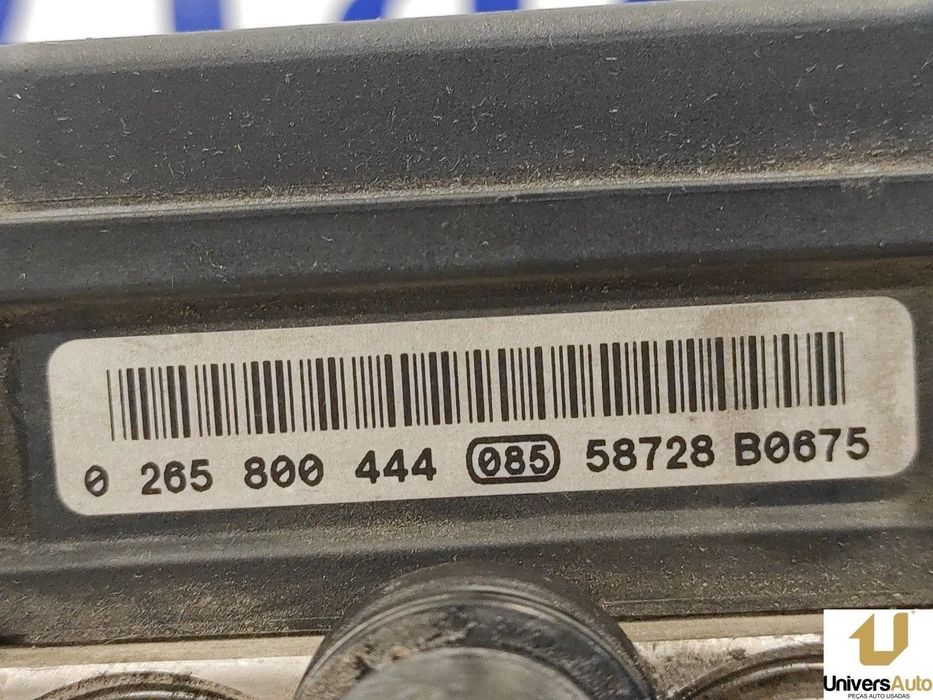 0 265 800 444 085 58728 B0675
UniversAuto
PEÇAS AUTO USADAS